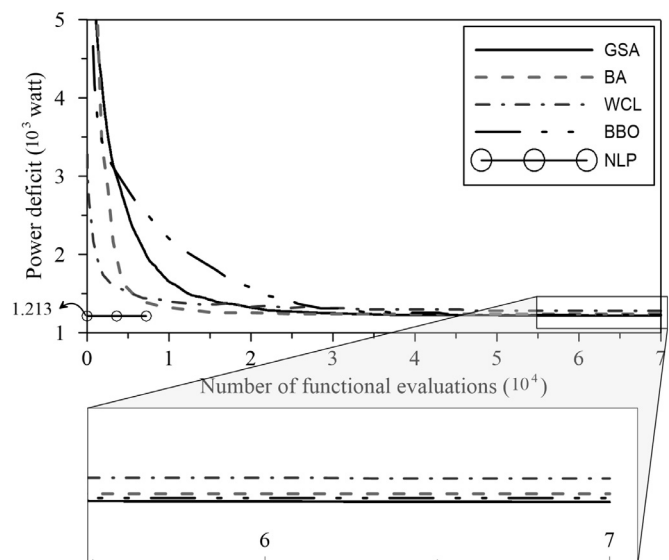 5
4
3
2
1
Power deficit (10³ watt)
1.213
GSA
BA
WCL
BBO
NLP
0 1 2 3 4 5 6 7
Number of functional evaluations (10⁴)
6 7